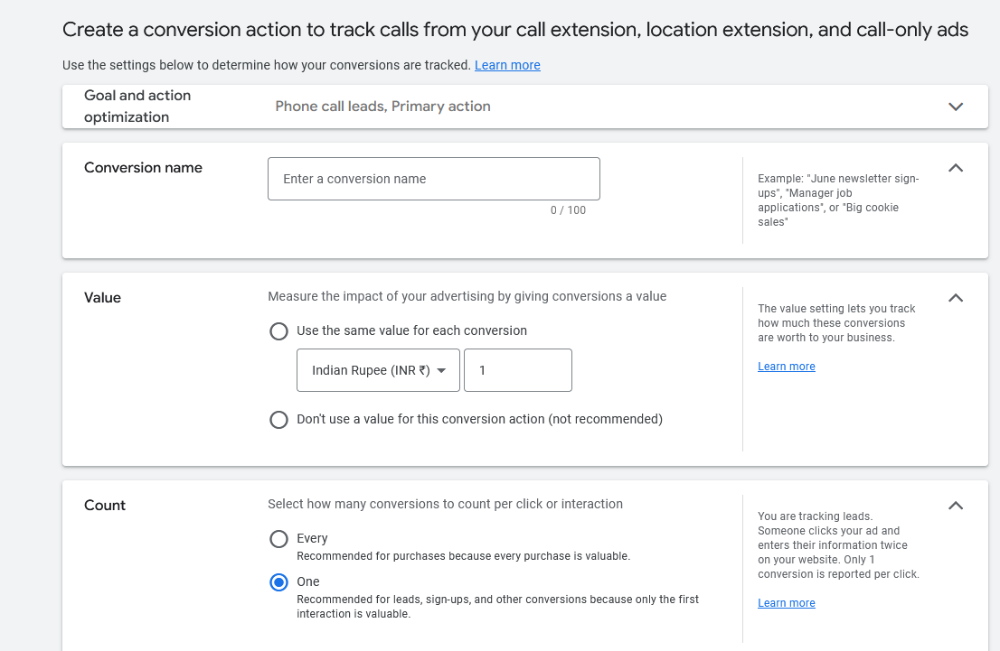 Create a conversion action to track calls from your call extension, location extension, and call-only ads
Use the settings below to determine how your conversions are tracked. Learn more
Goal and action
optimization
Phone call leads, Primary action
Conversion name
Enter a conversion name
0 / 100
Example: "June newsletter sign-
ups", "Manager job
applications", or "Big cookie
sales"
Value
Measure the impact of your advertising by giving conversions a value
Use the same value for each conversion
Indian Rupee (INR ₹)
1
Don't use a value for this conversion action (not recommended)
The value setting lets you track
how much these conversions
are worth to your business.
Learn more
Count
Select how many conversions to count per click or interaction
Every
Recommended for purchases because every purchase is valuable.
One
Recommended for leads, sign-ups, and other conversions because only the first
interaction is valuable.
You are tracking leads.
Someone clicks your ad and
enters their information twice
on your website. Only 1
conversion is reported per click.
Learn more